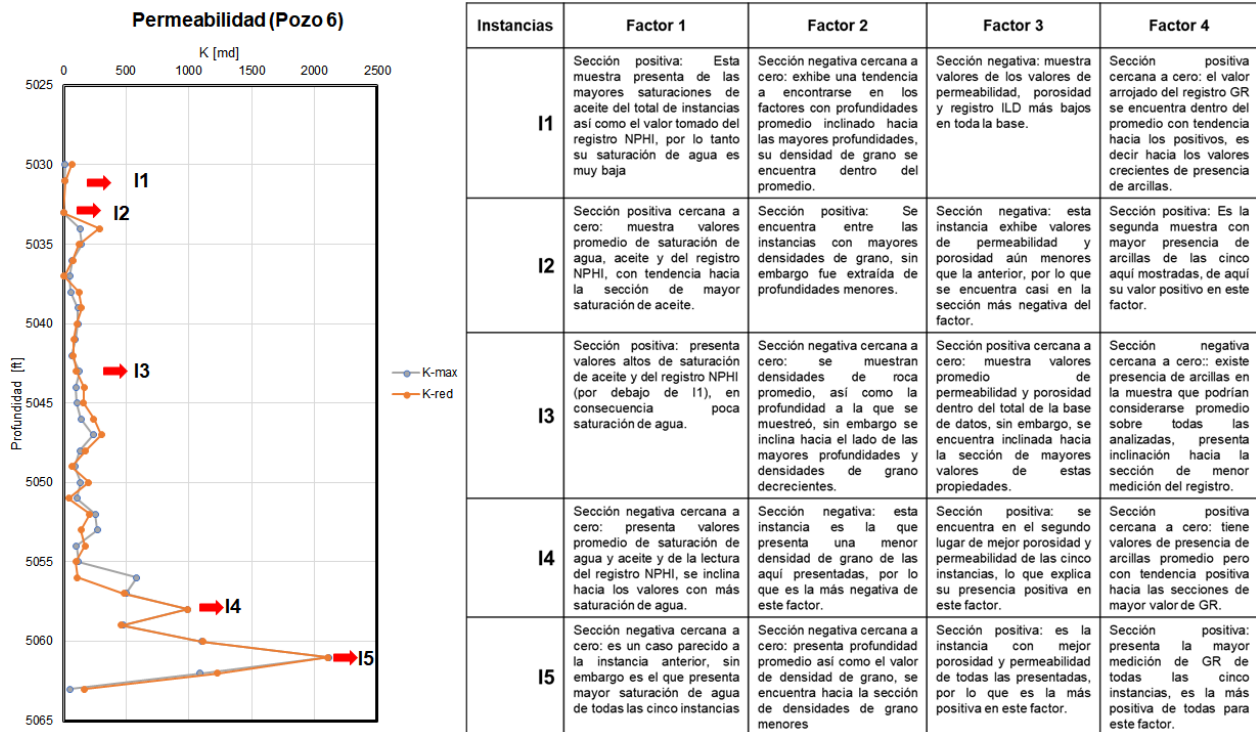 Permeabilidad (Pozo 6)
K [md]
0 500 1000 1500 2000 2500
5025
5030
5035
5040
5045
5050
5055
5060
5065
Profundidad [ft]
I1
I2
I3
I4
I5
K-max
K-red
Instancias Factor 1 Factor 2 Factor 3 Factor 4
I1
Sección positiva: Esta
muestra presenta de las
mayores saturaciones de
aceite del total de instancias
así como el valor tomado del
registro NPHI, por lo tanto
su saturación de agua es
muy baja
Sección negativa cercana a
cero: exhibe una tendencia
a encontrarse en los
factores con profundidades
promedio inclinado hacia
las mayores profundidades,
su densidad de grano se
encuentra dentro del
promedio.
Sección negativa: muestra
valores de los valores de
permeabilidad, porosidad
y registro ILD más bajos
en toda la base.
Sección positiva
cercana a cero: el valor
arrojado del registro GR
se encuentra dentro del
promedio con tendencia
hacia los positivos, es
decir hacia los valores
crecientes de presencia
de arcillas.
I2
Sección positiva cercana a
cero: muestra valores
promedio de saturación de
agua, aceite y del registro
NPHI, con tendencia hacia
la sección de mayor
saturación de aceite.
Sección positiva: Se
encuentra entre las
instancias con mayores
densidades de grano, sin
embargo fue extraída de
profundidades menores.
Sección negativa: esta
instancia exhibe valores
de permeabilidad y
porosidad aún menores
que la anterior, por lo que
se encuentra casi en la
sección más negativa del
factor.
Sección positiva: Es la
segunda muestra con
mayor presencia de
arcillas de las cinco
aquí mostradas, de aquí
su valor positivo en este
factor.
I3
Sección positiva: presenta
valores altos de saturación
de aceite y del registro NPHI
(por debajo de I1), en
consecuencia poca
saturación de agua.
Sección negativa cercana a
cero: se muestran
densidades de roca
promedio, así como la
profundidad a la que se
muestreó, sin embargo se
inclina hacia el lado de las
mayores profundidades y
densidades de grano
decrecientes.
Sección positiva cercana a
cero: muestra valores
promedio de
permeabilidad y porosidad
dentro del total de la base
de datos, sin embargo, se
encuentra inclinada hacia
la sección de mayores
valores de estas
propiedades.
Sección negativa
cercana a cero:: existe
presencia de arcillas en
la muestra que podrían
considerarse promedio
sobre todas las
analizadas, presenta
inclinación hacia la
sección de menor
medición del registro.
I4
Sección negativa cercana a
cero: presenta valores
promedio de saturación de
agua y aceite y de la lectura
del registro NPHI, se inclina
hacia los valores con más
saturación de agua.
Sección negativa: esta
instancia es la que
presenta una menor
densidad de grano de las
aquí presentadas, por lo
que es la más negativa de
este factor.
Sección positiva: se
encuentra en el segundo
lugar de mejor porosidad y
permeabilidad de las cinco
instancias, lo que explica
su presencia positiva en
este factor.
Sección positiva
cercana a cero: tiene
valores de presencia de
arcillas promedio pero
con tendencia positiva
hacia las secciones de
mayor valor de GR.
I5
Sección negativa cercana a
cero: es un caso parecido a
la instancia anterior, sin
embargo es el que presenta
mayor saturación de agua
de todas las cinco instancias
Sección negativa cercana a
cero: presenta profundidad
promedio así como el valor
de densidad de grano, se
encuentra hacia la sección
de densidades de grano
menores
Sección positiva: es la
instancia con mejor
porosidad y permeabilidad
de todas las presentadas,
por lo que es la más
positiva en este factor.
Sección positiva:
presenta la mayor
medición de GR de
todas las cinco
instancias, es la más
positiva de todas para
este factor.